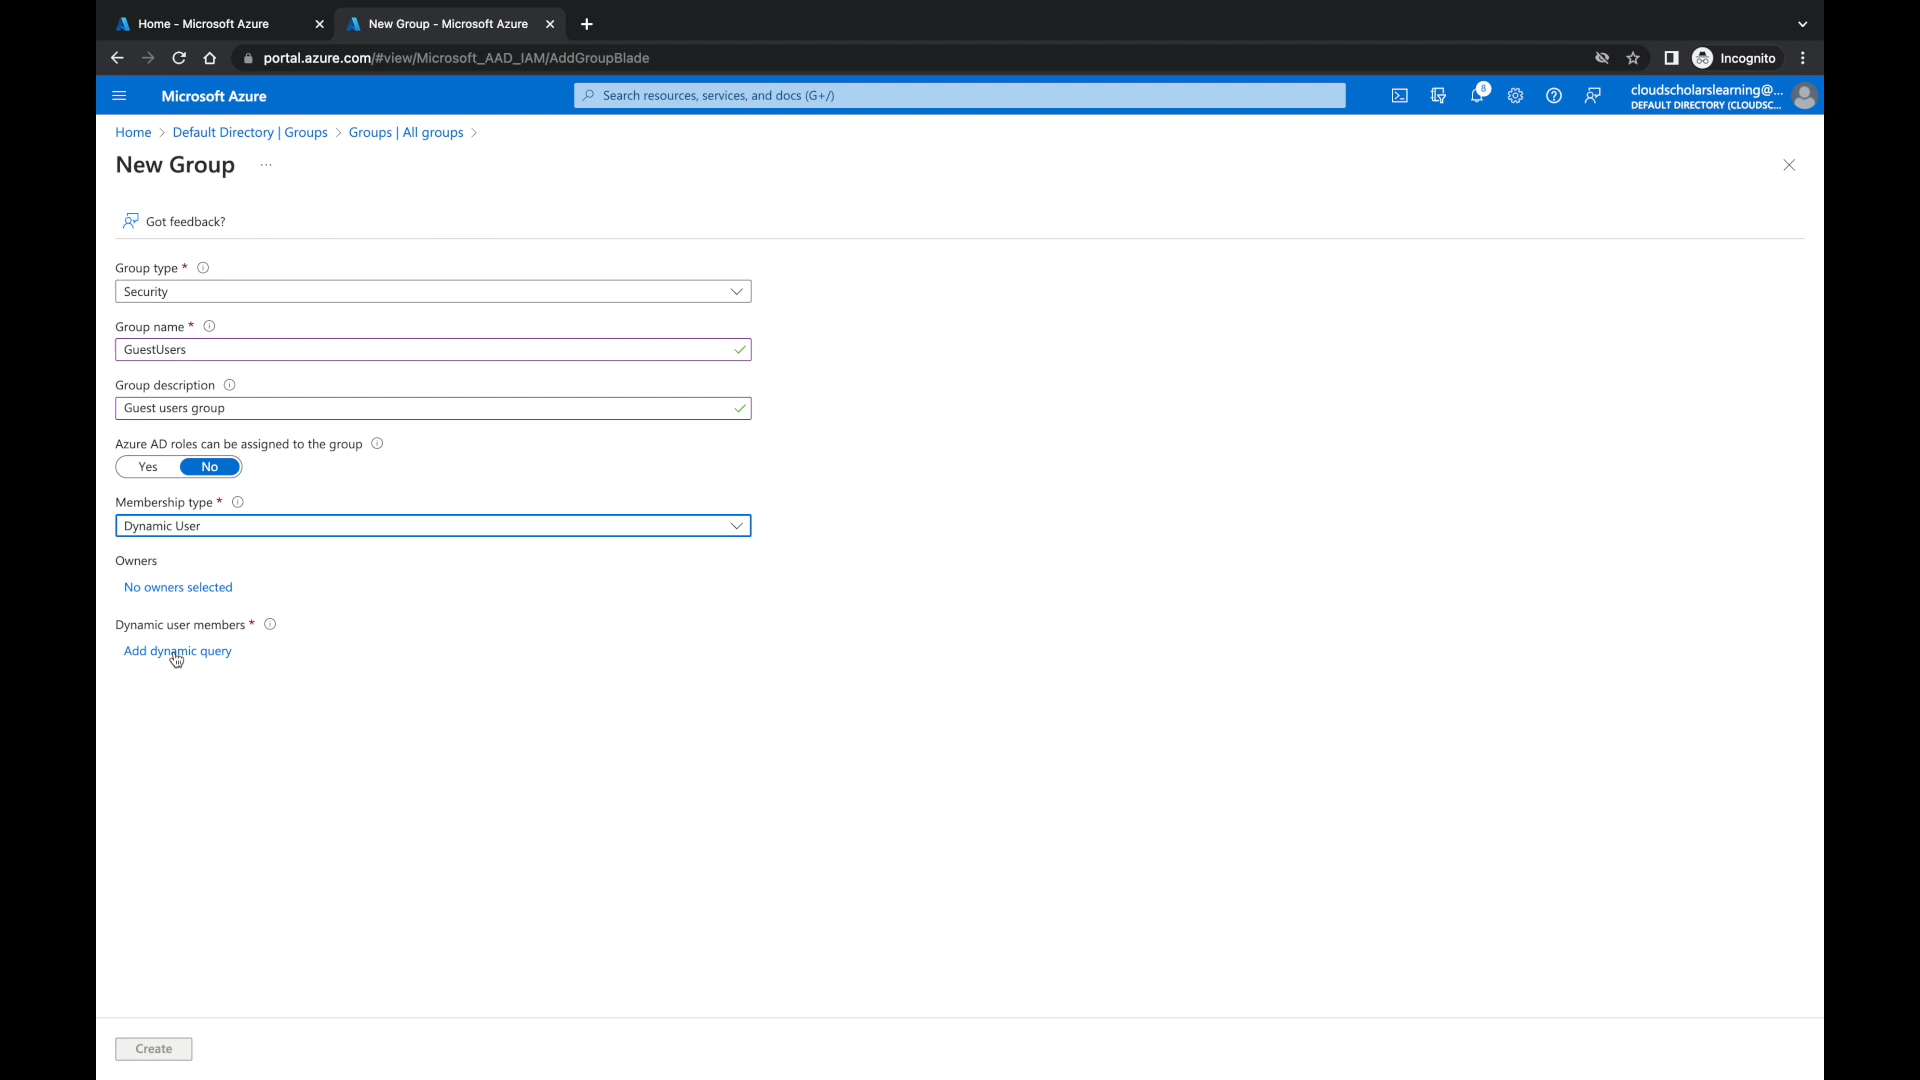 Home - Microsoft Azure
New Group - Microsoft Azure
portal.azure.com/#view/Microsoft_AAD_IAM/AddGroupBlade
Incognito
Microsoft Azure
Search resources, services, and docs (G+/)
8
cloudscholarslearning@...
DEFAULT DIRECTORY (CLOUDSC...
Home > Default Directory | Groups > Groups | All groups >
New Group ...
Got feedback?
Group type *
Security
Group name *
GuestUsers
Group description
Guest users group
Azure AD roles can be assigned to the group
Yes No
Membership type *
Dynamic User
Owners
No owners selected
Dynamic user members *
Add dynamic query
Create